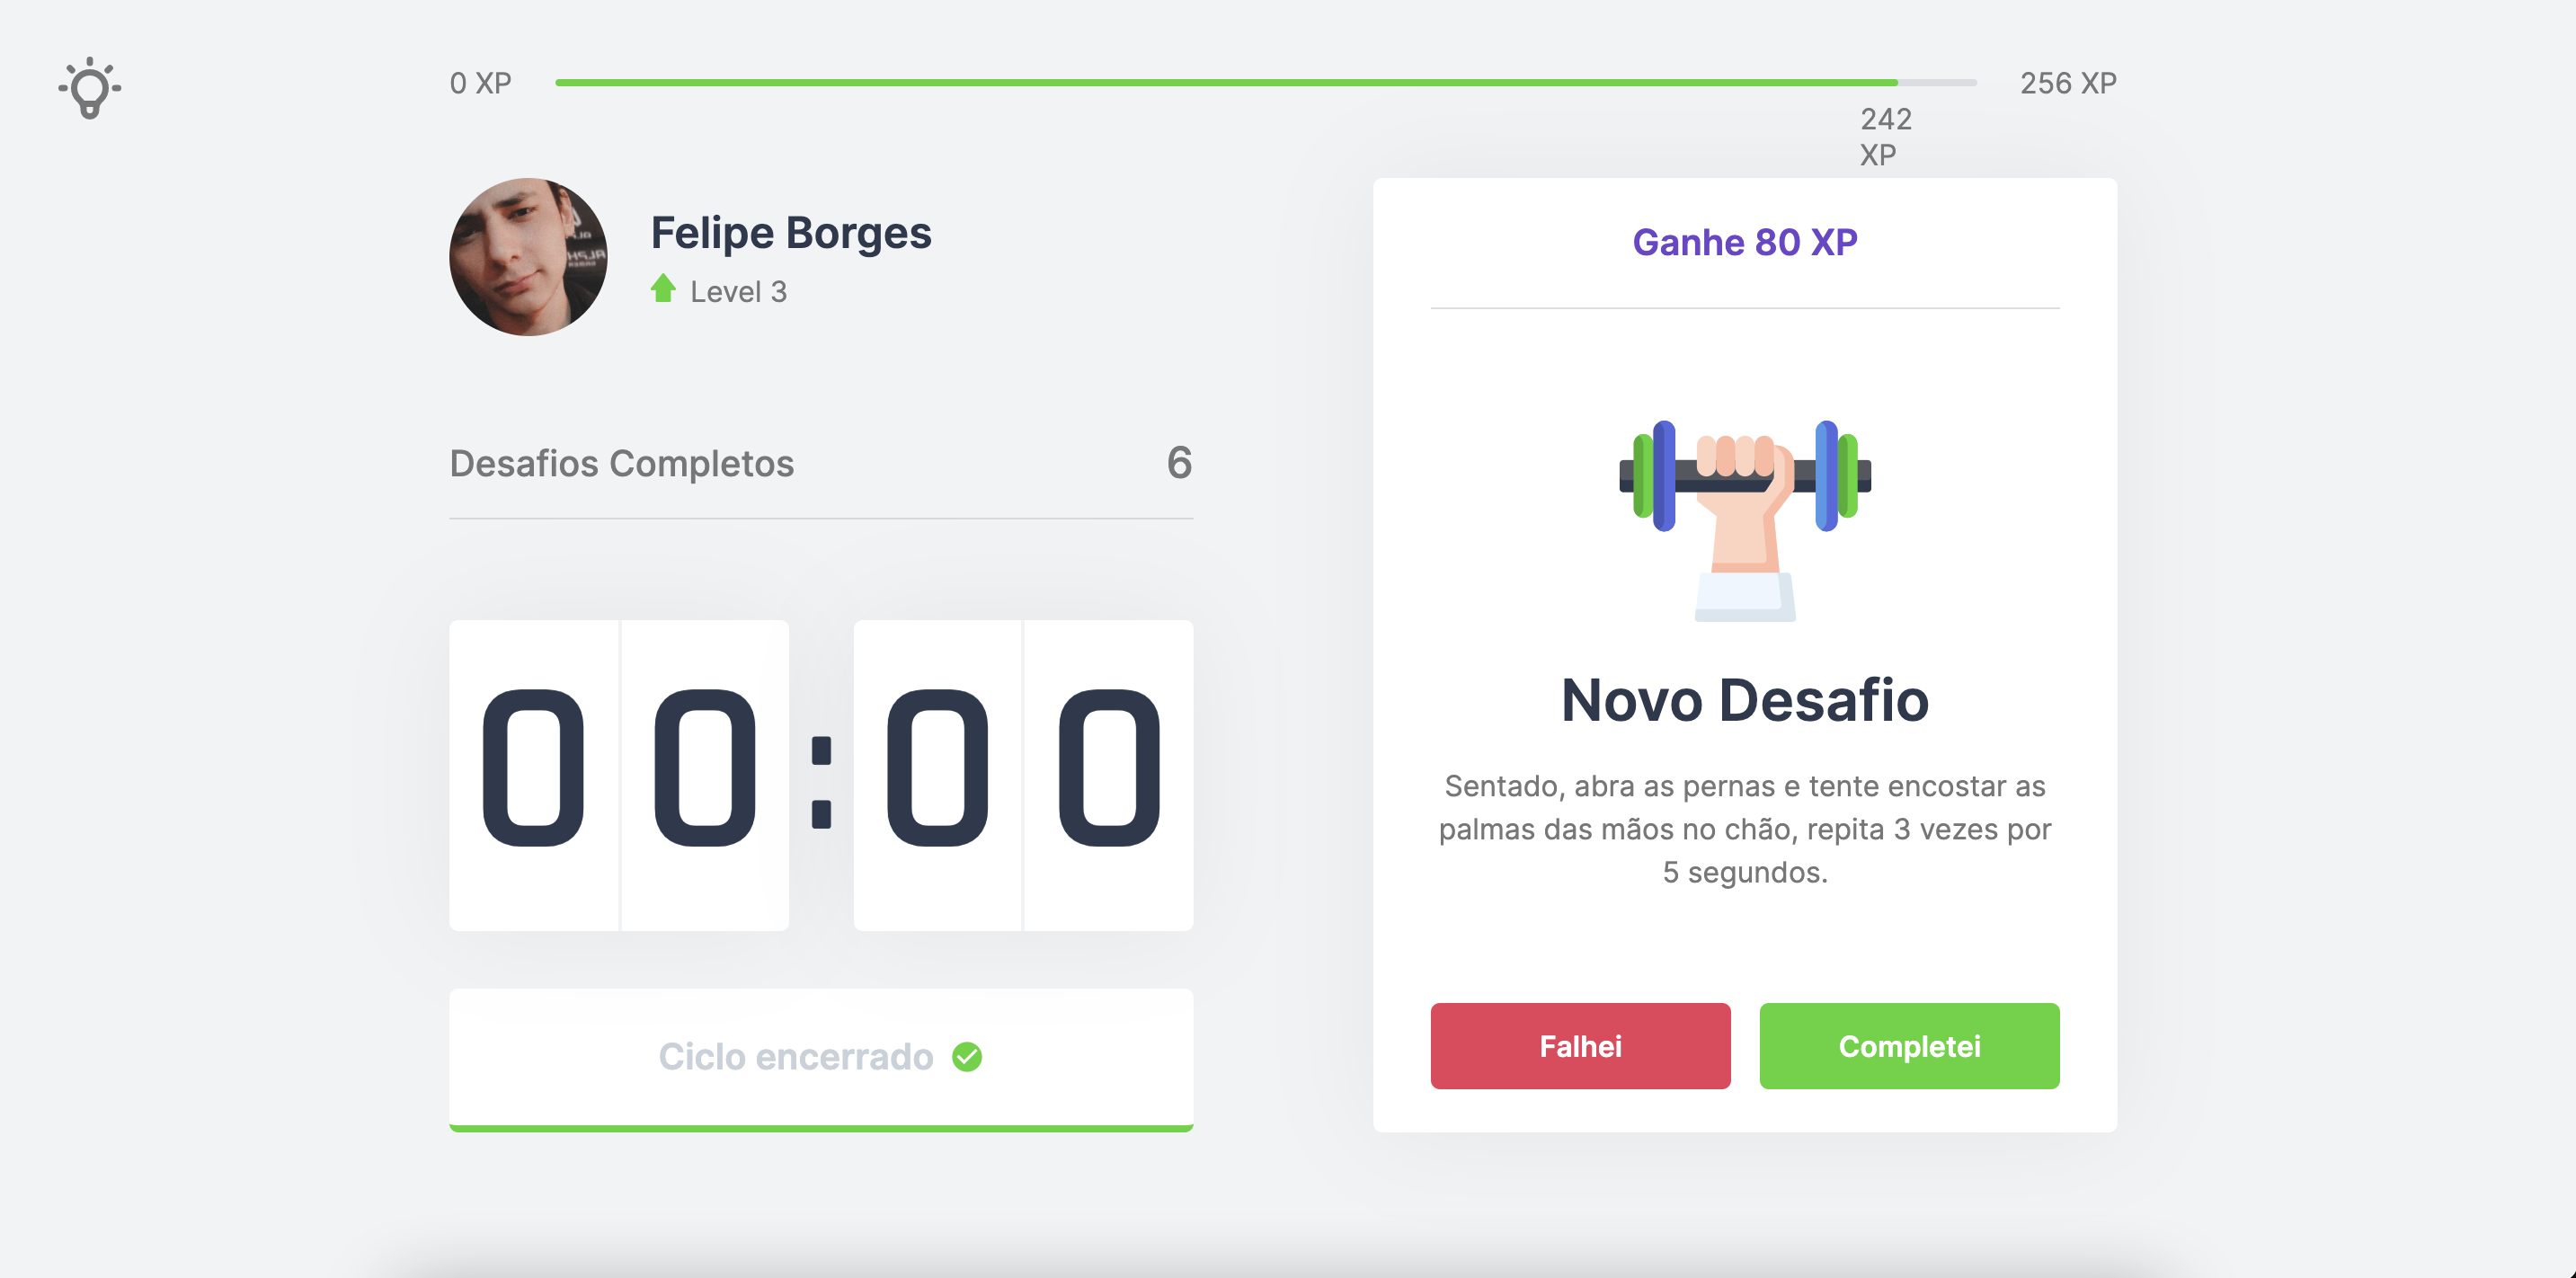 0 XP
256 XP
242
XP
Felipe Borges
Level 3
Desafios Completos
6
00:00
Ciclo encerrado
Ganhe 80 XP
Novo Desafio
Sentado, abra as pernas e tente encostar as
palmas das mãos no chão, repita 3 vezes por
5 segundos.
Falhei
Completei